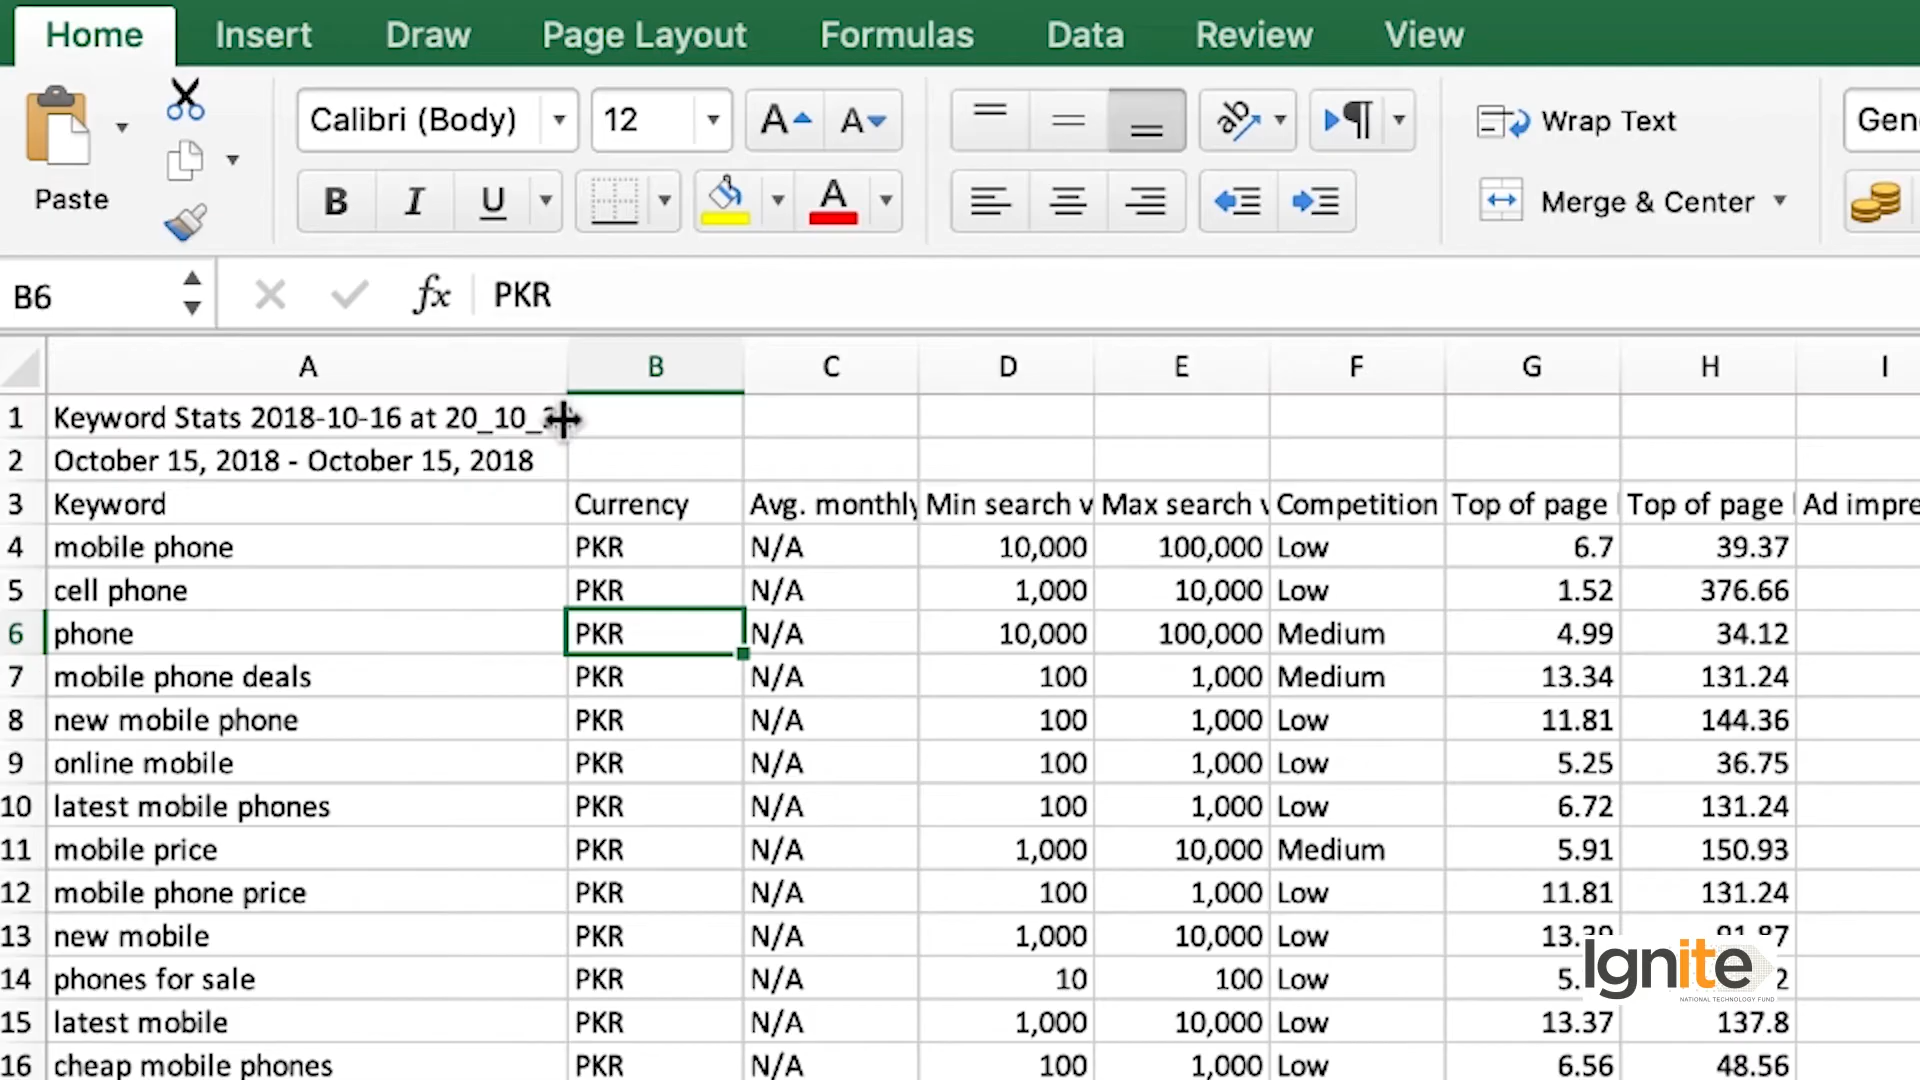 Home Insert Draw Page Layout Formulas Data Review View
Paste
Calibri (Body) 12 A A ab Wrap Text Gen
B I U A Merge & Center
B6 fx PKR
A B C D E F G H I
1 Keyword Stats 2018-10-16 at 20_10_
2 October 15, 2018 - October 15, 2018
3 Keyword Currency Avg. monthly Min search v Max search v Competition Top of page Top of page Ad impre
4 mobile phone PKR N/A 10,000 100,000 Low 6.7 39.37
5 cell phone PKR N/A 1,000 10,000 Low 1.52 376.66
6 phone PKR N/A 10,000 100,000 Medium 4.99 34.12
7 mobile phone deals PKR N/A 100 1,000 Medium 13.34 131.24
8 new mobile phone PKR N/A 100 1,000 Low 11.81 144.36
9 online mobile PKR N/A 100 1,000 Low 5.25 36.75
10 latest mobile phones PKR N/A 100 1,000 Low 6.72 131.24
11 mobile price PKR N/A 1,000 10,000 Medium 5.91 150.93
12 mobile phone price PKR N/A 100 1,000 Low 11.81 131.24
13 new mobile PKR N/A 1,000 10,000 Low
14 phones for sale PKR N/A 10 100 Low
Ignite
NATIONAL TECHNOLOGY FUND
15 latest mobile PKR N/A 1,000 10,000 Low 13.37 137.8
16 cheap mobile phones PKR N/A 100 1,000 Low 6.56 48.56